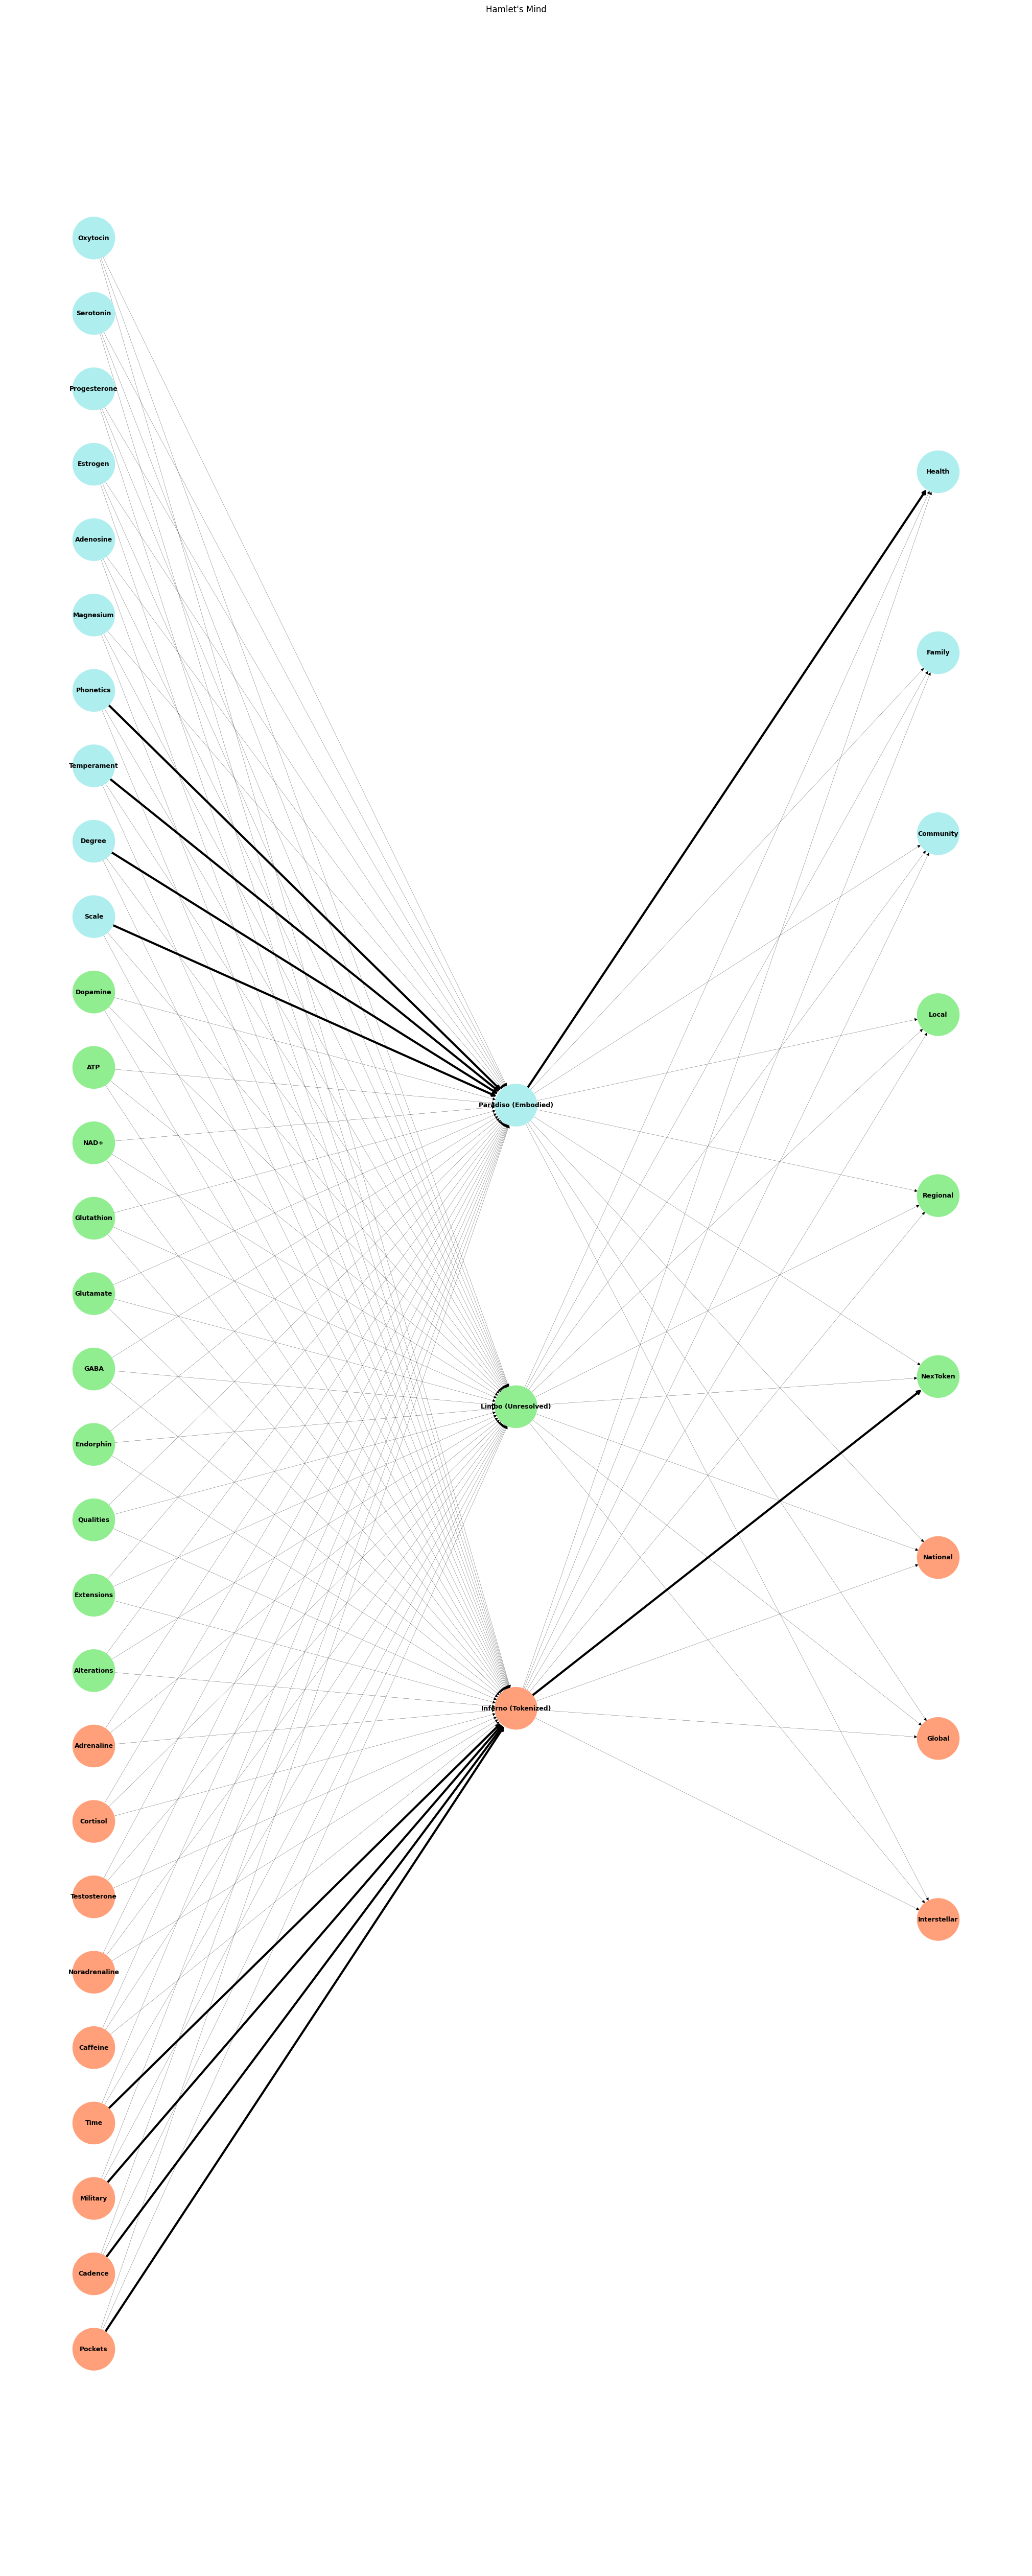 Hamlet's Mind
Oxytocin
Serotonin
Progesterone
Estrogen
Adenosine
Magnesium
Phonetics
Temperament
Degree
Scale
Dopamine
ATP
NAD+
Glutathion
Glutamate
GABA
Endorphin
Qualities
Extensions
Alterations
Adrenaline
Cortisol
Testosterone
Noradrenaline
Caffeine
Time
Military
Cadence
Pockets
Paradiso (Embodied)
Limbo (Unresolved)
Inferno (Tokenized)
Health
Family
Community
Local
Regional
NexToken
National
Global
Interstellar